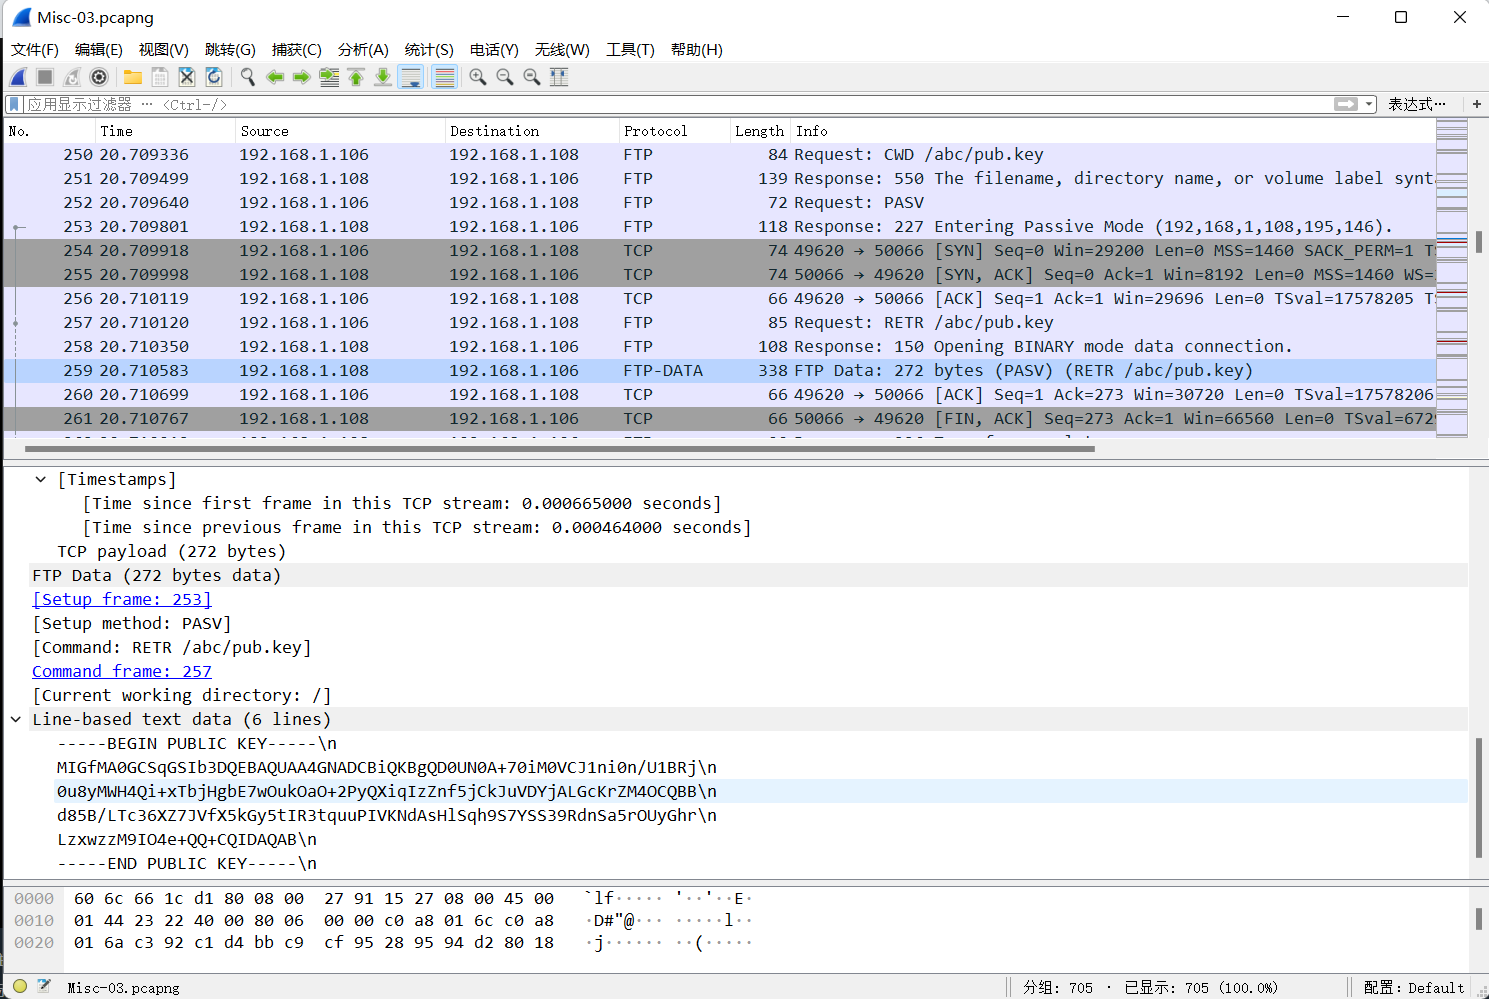 Misc-03.pcapng
文件(F) 编辑(E) 视图(V) 跳转(G) 捕获(C) 分析(A) 统计(S) 电话(Y) 无线(W) 工具(T) 帮助(H)
应用显示过滤器 … <Ctrl-/> 表达式… +
No. Time Source Destination Protocol Length Info
250 20.709336 192.168.1.106 192.168.1.108 FTP 84 Request: CWD /abc/pub.key
251 20.709499 192.168.1.108 192.168.1.106 FTP 139 Response: 550 The filename, directory name, or volume label synt
252 20.709640 192.168.1.106 192.168.1.108 FTP 72 Request: PASV
253 20.709801 192.168.1.108 192.168.1.106 FTP 118 Response: 227 Entering Passive Mode (192,168,1,108,195,146).
254 20.709918 192.168.1.106 192.168.1.108 TCP 74 49620 → 50066 [SYN] Seq=0 Win=29200 Len=0 MSS=1460 SACK_PERM=1 T
255 20.709998 192.168.1.108 192.168.1.106 TCP 74 50066 → 49620 [SYN, ACK] Seq=0 Ack=1 Win=8192 Len=0 MSS=1460 WS=
256 20.710119 192.168.1.106 192.168.1.108 TCP 66 49620 → 50066 [ACK] Seq=1 Ack=1 Win=29696 Len=0 TSval=17578205 T
257 20.710120 192.168.1.106 192.168.1.108 FTP 85 Request: RETR /abc/pub.key
258 20.710350 192.168.1.108 192.168.1.106 FTP 108 Response: 150 Opening BINARY mode data connection.
259 20.710583 192.168.1.108 192.168.1.106 FTP-DATA 338 FTP Data: 272 bytes (PASV) (RETR /abc/pub.key)
260 20.710699 192.168.1.106 192.168.1.108 TCP 66 49620 → 50066 [ACK] Seq=1 Ack=273 Win=30720 Len=0 TSval=17578206
261 20.710767 192.168.1.108 192.168.1.106 TCP 66 50066 → 49620 [FIN, ACK] Seq=273 Ack=1 Win=66560 Len=0 TSval=672
[Timestamps]
[Time since first frame in this TCP stream: 0.000665000 seconds]
[Time since previous frame in this TCP stream: 0.000464000 seconds]
TCP payload (272 bytes)
FTP Data (272 bytes data)
[Setup frame: 253]
[Setup method: PASV]
[Command: RETR /abc/pub.key]
Command frame: 257
[Current working directory: /]
Line-based text data (6 lines)
-----BEGIN PUBLIC KEY-----\n
MIGfMA0GCSqGSIb3DQEBAQUAA4GNADCBiQKBgQD0UN0A+70iM0VCJ1ni0n/U1BRj\n
0u8yMWH4Qi+xTbjHgbE7wOukOaO+2PyQXiqIzZnf5jCkJuVDYjALGcKrZM4OCQBB\n
d85B/LTc36XZ7JVfX5kGy5tIR3tquuPIVKNdAsHlSqh9S7YSS39RdnSa5rOUyGhr\n
LzxwzzM9IO4e+QQ+CQIDAQAB\n
-----END PUBLIC KEY-----\n
0000 60 6c 66 1c d1 80 08 00 27 91 15 27 08 00 45 00 `lf····· '··'··E·
0010 01 44 23 22 40 00 80 06 00 00 c0 a8 01 6c c0 a8 ·D#"@··· ·····l··
0020 01 6a c3 92 c1 d4 bb c9 cf 95 28 95 94 d2 80 18 ·j······ ··(·····
Misc-03.pcapng 分组: 705 · 已显示: 705 (100.0%) 配置: Default